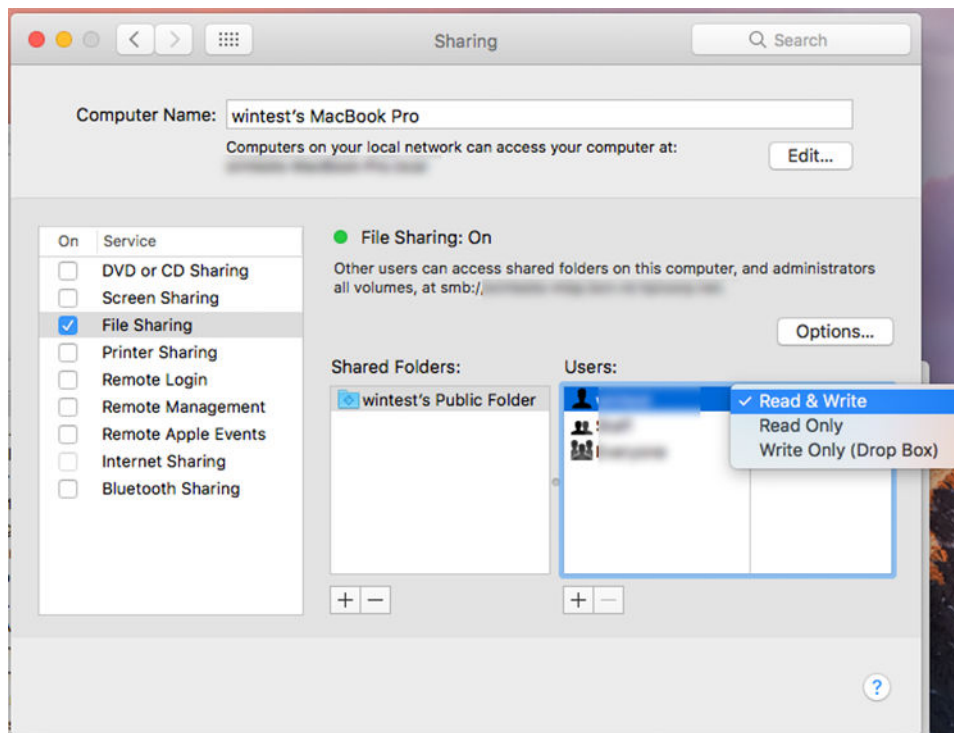 Sharing
Search
Computer Name: wintest's MacBook Pro
Computers on your local network can access your computer at:
Edit...
On Service
DVD or CD Sharing
Screen Sharing
File Sharing
Printer Sharing
Remote Login
Remote Management
Remote Apple Events
Internet Sharing
Bluetooth Sharing
File Sharing: On
Other users can access shared folders on this computer, and administrators
all volumes, at smb:/
Options...
Shared Folders:
wintest's Public Folder
Users:
Read & Write
Read Only
Write Only (Drop Box)
+ −
+ −
?